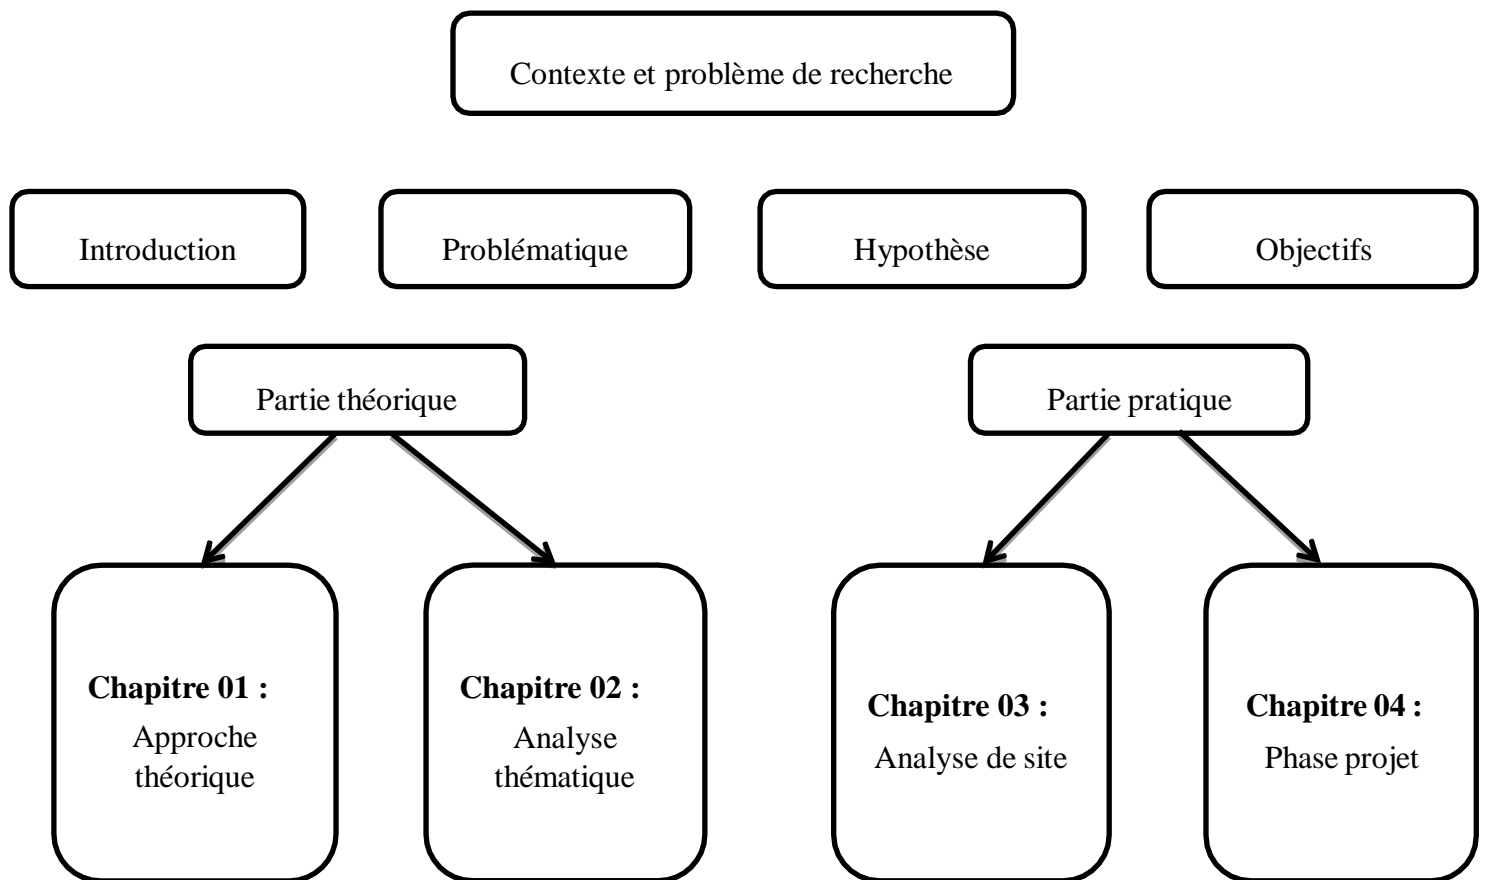 Contexte et problème de recherche
Introduction
Problématique
Hypothèse
Objectifs
Partie théorique
Partie pratique
Chapitre 01 :
Approche
théorique
Chapitre 02 :
Analyse
thématique
Chapitre 03 :
Analyse de site
Chapitre 04 :
Phase projet